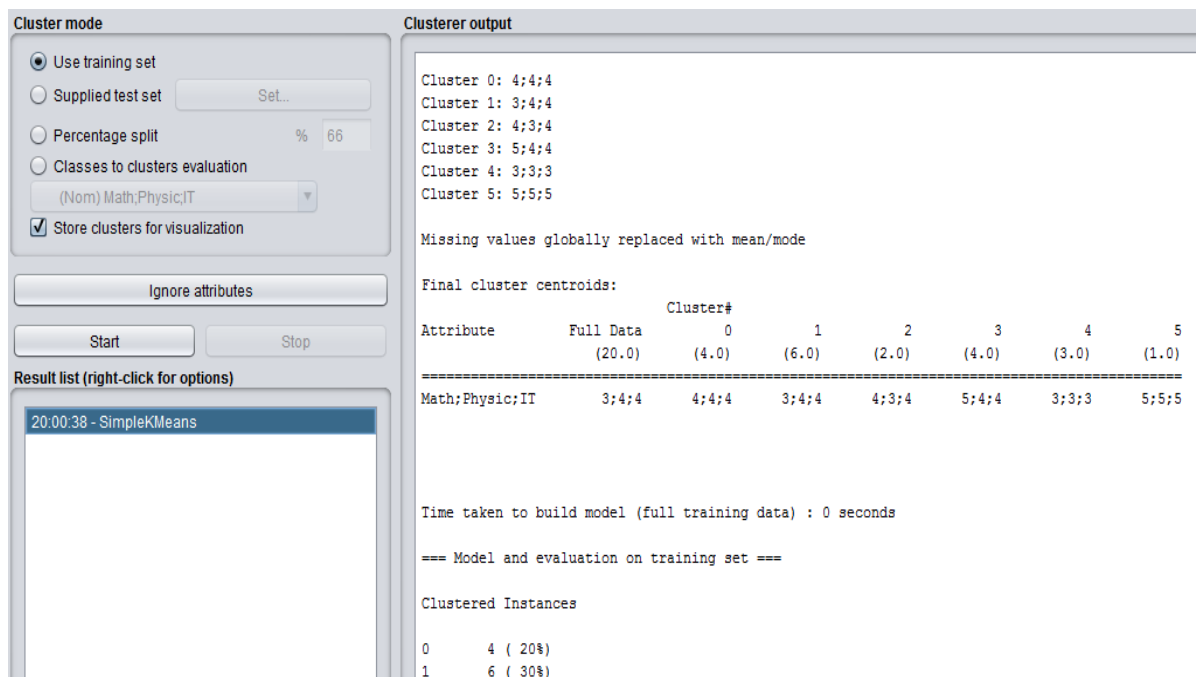 Cluster mode
Use training set
Supplied test set Set...
Percentage split % 66
Classes to clusters evaluation
(Nom) Math;Physic;IT
Store clusters for visualization
Ignore attributes
Start Stop
Result list (right-click for options)
20:00:38 - SimpleKMeans
Clusterer output
Cluster 0: 4;4;4
Cluster 1: 3;4;4
Cluster 2: 4;3;4
Cluster 3: 5;4;4
Cluster 4: 3;3;3
Cluster 5: 5;5;5
Missing values globally replaced with mean/mode
Final cluster centroids:
Cluster#
Attribute Full Data 0 1 2 3 4 5
(20.0) (4.0) (6.0) (2.0) (4.0) (3.0) (1.0)
================================================================================================
Math;Physic;IT 3;4;4 4;4;4 3;4;4 4;3;4 5;4;4 3;3;3 5;5;5
Time taken to build model (full training data) : 0 seconds
=== Model and evaluation on training set ===
Clustered Instances
0 4 ( 20%)
1 6 ( 30%)